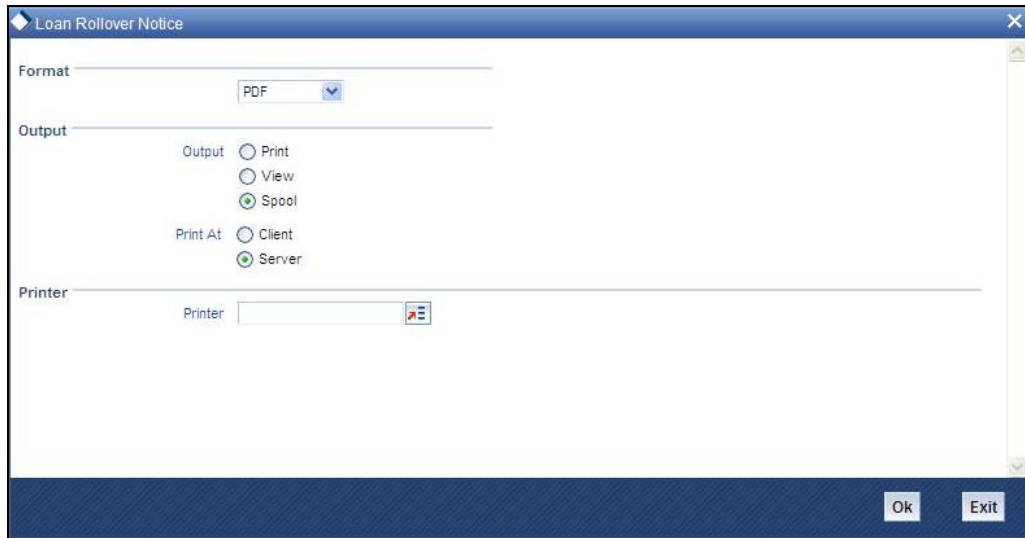 Loan Rollover Notice
Format
PDF
Output
Output Print
View
Spool
Print At Client
Server
Printer
Printer
Ok Exit